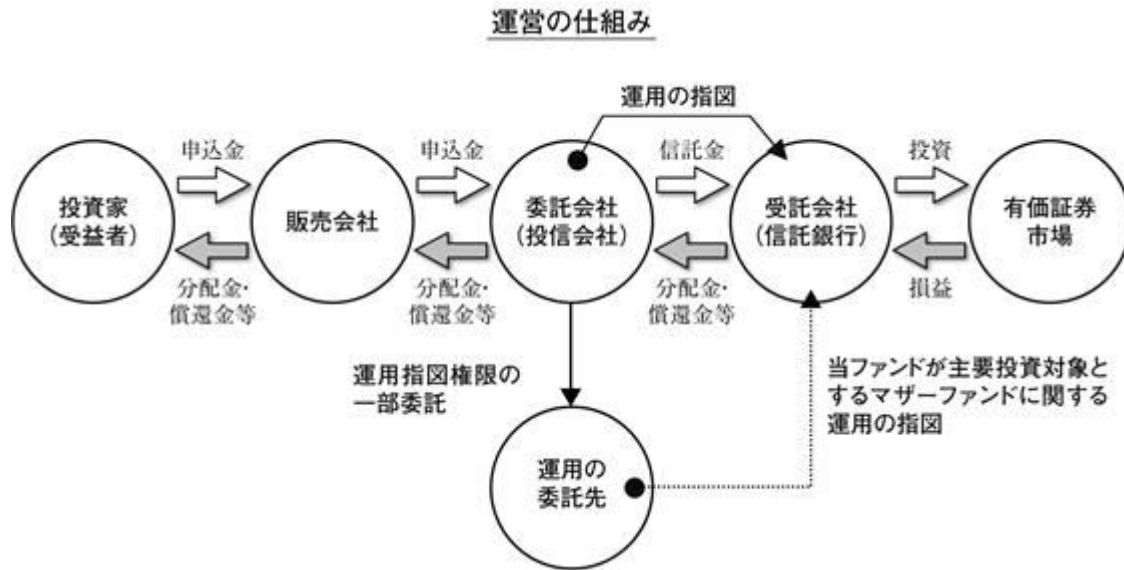 運営の仕組み
運用の指図
申込金
申込金
信託金
投資
投資家
(受益者)
販売会社
委託会社
(投信会社)
受託会社
(信託銀行)
有価証券
市場
分配金・
償還金等
分配金・
償還金等
分配金・
償還金等
損益
運用指図権限の
一部委託
当ファンドが主要投資対象と
するマザーファンドに関する
運用の指図
運用の
委託先